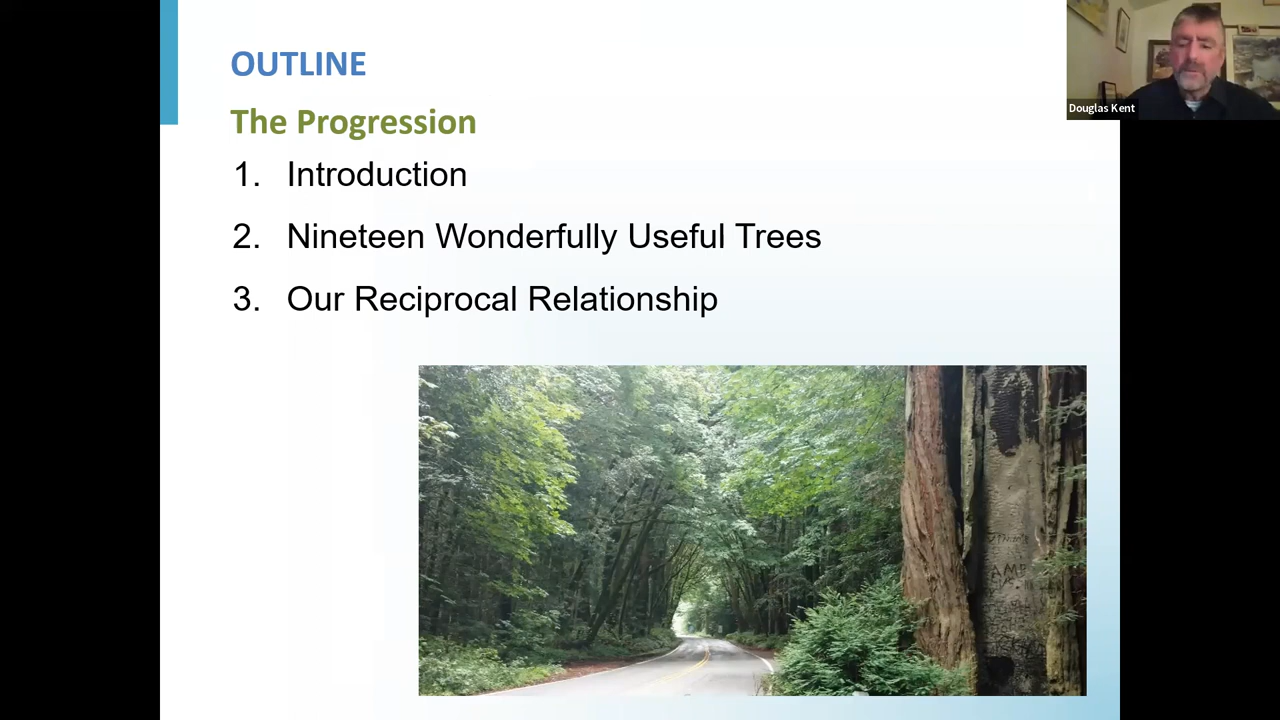 OUTLINE
The Progression
1. Introduction
2. Nineteen Wonderfully Useful Trees
3. Our Reciprocal Relationship
Douglas Kent